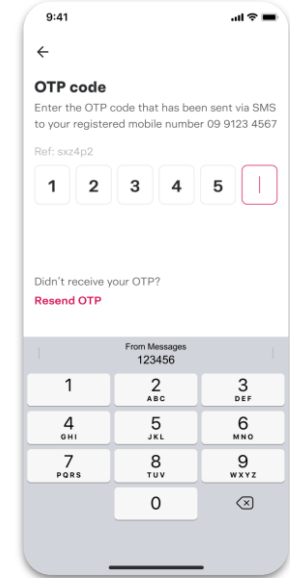 9:41
OTP code
Enter the OTP code that has been sent via SMS
to your registered mobile number 09 9123 4567
Ref: sxz4p2
1 2 3 4 5
Didn't receive your OTP?
Resend OTP
From Messages
123456
1 2 3
ABC DEF
4 5 6
GHI JKL MNO
7 8 9
PQRS TUV WXYZ
0